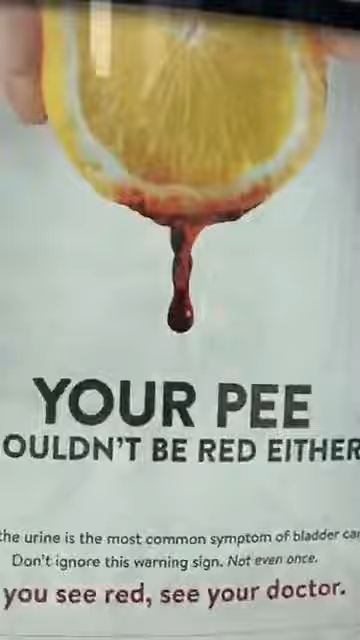 YOUR PEE
OULDN'T BE RED EITHER
the urine is the most common symptom of bladder can
Don't ignore this warning sign. Not even once.
you see red, see your doctor.